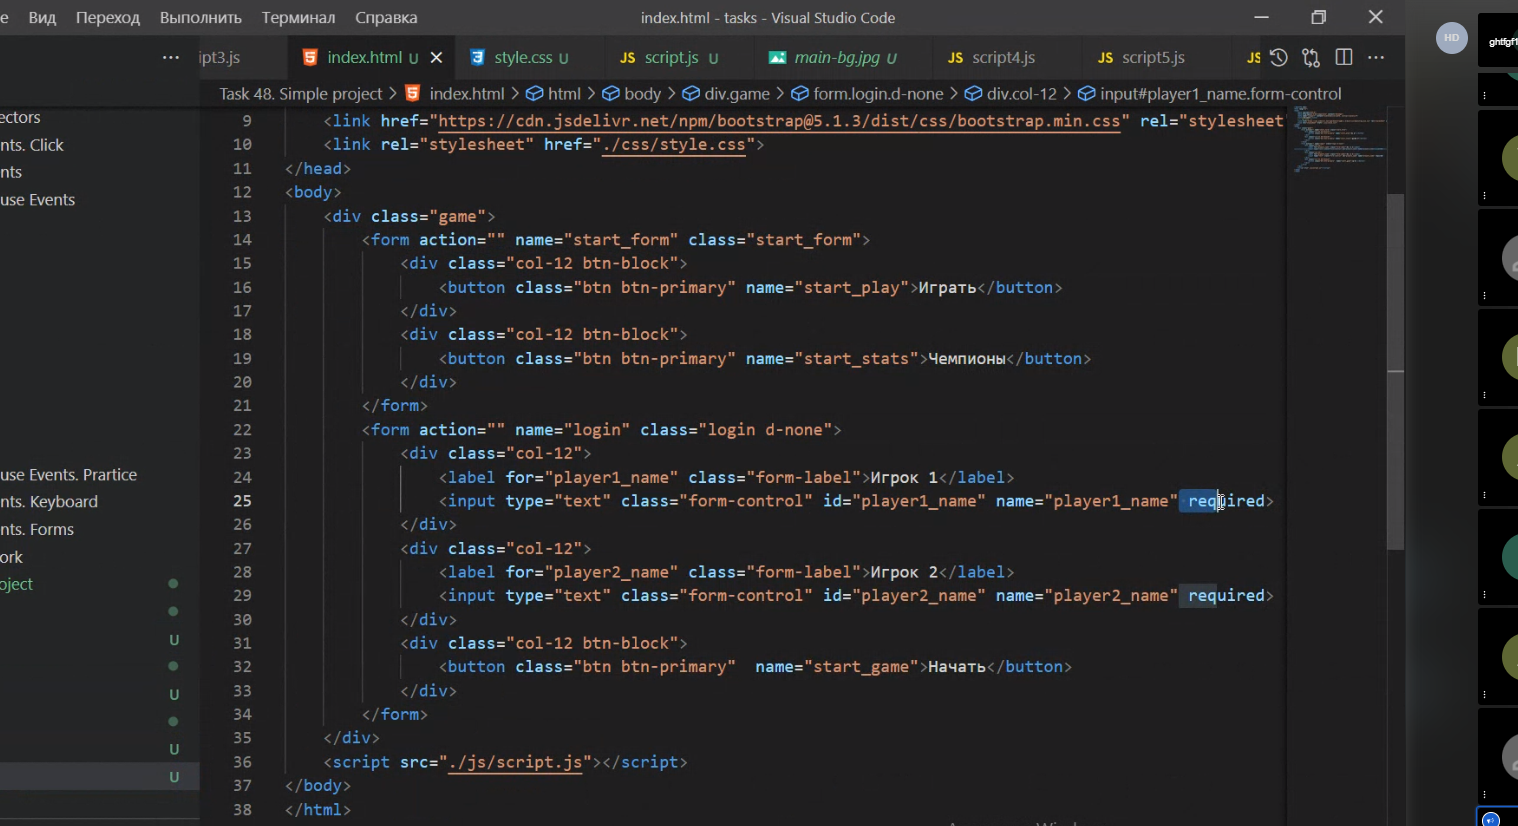 е Вид Переход Выполнить Терминал Справка index.html - tasks - Visual Studio Code
HD
ghtfgf1
ipt3.js index.html U style.css U JS script.js U main-bg.jpg U JS script4.js JS script5.js JS
Task 48. Simple project > index.html > html > body > div.game > form.login.d-none > div.col-12 > input#player1_name.form-control
ectors
nts. Click
nts
use Events
use Events. Prartice
nts. Keyboard
nts. Forms
ork
oject
U
U
U
U
9 <link href="https://cdn.jsdelivr.net/npm/bootstrap@5.1.3/dist/css/bootstrap.min.css" rel="stylesheet
10 <link rel="stylesheet" href="./css/style.css">
11 </head>
12 <body>
13 <div class="game">
14 <form action="" name="start_form" class="start_form">
15 <div class="col-12 btn-block">
16 <button class="btn btn-primary" name="start_play">Играть</button>
17 </div>
18 <div class="col-12 btn-block">
19 <button class="btn btn-primary" name="start_stats">Чемпионы</button>
20 </div>
21 </form>
22 <form action="" name="login" class="login d-none">
23 <div class="col-12">
24 <label for="player1_name" class="form-label">Игрок 1</label>
25 <input type="text" class="form-control" id="player1_name" name="player1_name" required>
26 </div>
27 <div class="col-12">
28 <label for="player2_name" class="form-label">Игрок 2</label>
29 <input type="text" class="form-control" id="player2_name" name="player2_name" required>
30 </div>
31 <div class="col-12 btn-block">
32 <button class="btn btn-primary"  name="start_game">Начать</button>
33 </div>
34 </form>
35 </div>
36 <script src="./js/script.js"></script>
37 </body>
38 </html>